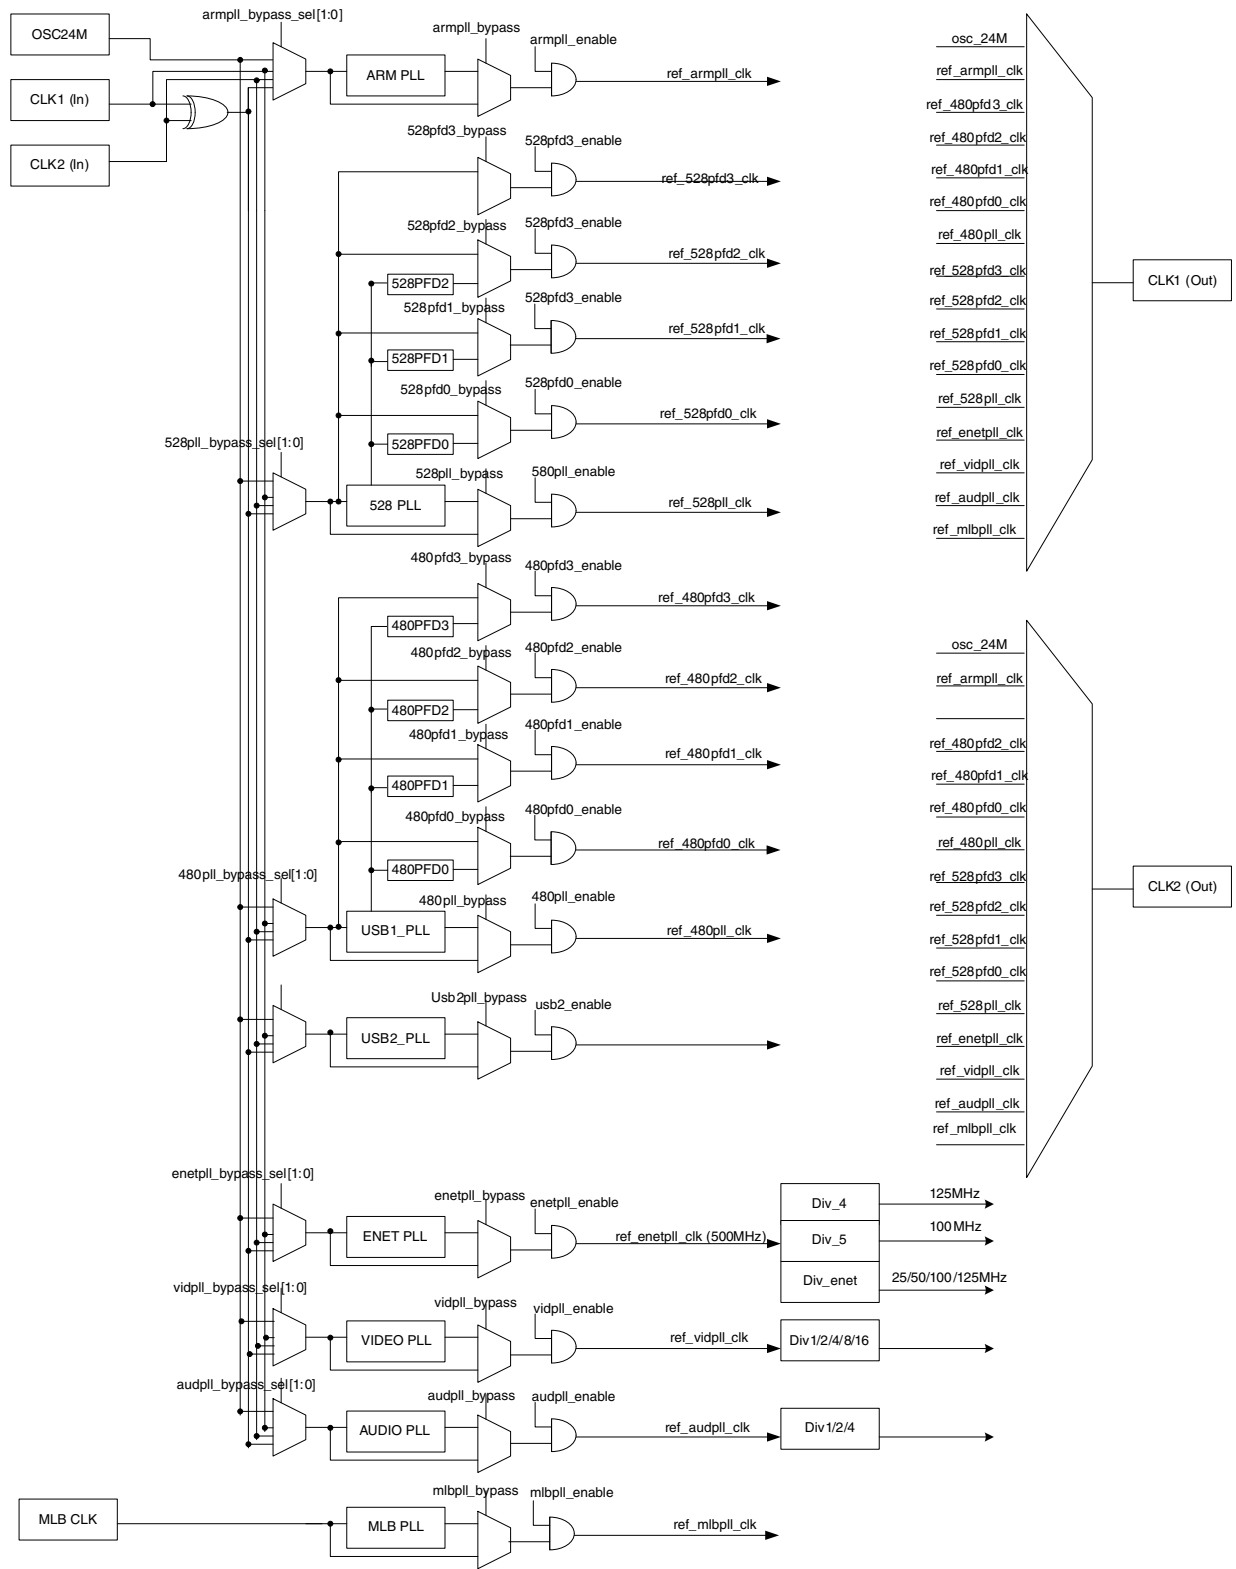 armpll_bypass_sel[1:0]
OSC24M
CLK1 (In)
CLK2 (In)
ARM PLL
armpll_bypass
armpll_enable
ref_armpll_clk
528pfd3_bypass
528pfd3_enable
ref_528pfd3_clk
528pfd2_bypass
528pfd3_enable
ref_528pfd2_clk
528PFD2
528pfd1_bypass
528pfd3_enable
ref_528pfd1_clk
528PFD1
528pfd0_bypass
528pfd0_enable
ref_528pfd0_clk
528PFD0
528pll_bypass_sel[1:0]
528pll_bypass
580pll_enable
ref_528pll_clk
528 PLL
480pfd3_bypass
480pfd3_enable
ref_480pfd3_clk
480PFD3
480pfd2_bypass
480pfd2_enable
ref_480pfd2_clk
480PFD2
480pfd1_bypass
480pfd1_enable
ref_480pfd1_clk
480PFD1
480pfd0_bypass
480pfd0_enable
ref_480pfd0_clk
480PFD0
480pll_bypass_sel[1:0]
480pll_bypass
480pll_enable
ref_480pll_clk
USB1_PLL
Usb2pll_bypass
usb2_enable
USB2_PLL
enetpll_bypass_sel[1:0]
enetpll_bypass
enetpll_enable
ENET PLL
ref_enetpll_clk (500MHz)
Div_4
125MHz
Div_5
100MHz
Div_enet
25/50/100/125MHz
vidpll_bypass_sel[1:0]
vidpll_bypass
vidpll_enable
VIDEO PLL
ref_vidpll_clk
Div1/2/4/8/16
audpll_bypass_sel[1:0]
audpll_bypass
audpll_enable
AUDIO PLL
ref_audpll_clk
Div1/2/4
MLB CLK
mlbpll_bypass
mlbpll_enable
MLB PLL
ref_mlbpll_clk
osc_24M
ref_armpll_clk
ref_480pfd3_clk
ref_480pfd2_clk
ref_480pfd1_clk
ref_480pfd0_clk
ref_480pll_clk
ref_528pfd3_clk
ref_528pfd2_clk
ref_528pfd1_clk
ref_528pfd0_clk
ref_528pll_clk
ref_enetpll_clk
ref_vidpll_clk
ref_audpll_clk
ref_mlbpll_clk
CLK1 (Out)
osc_24M
ref_armpll_clk
ref_480pfd2_clk
ref_480pfd1_clk
ref_480pfd0_clk
ref_480pll_clk
ref_528pfd3_clk
ref_528pfd2_clk
ref_528pfd1_clk
ref_528pfd0_clk
ref_528pll_clk
ref_enetpll_clk
ref_vidpll_clk
ref_audpll_clk
ref_mlbpll_clk
CLK2 (Out)